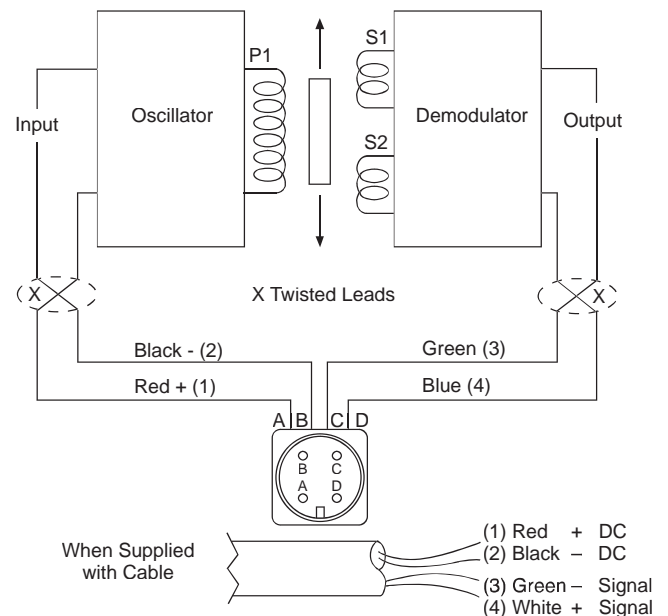 P1
S1
Oscillator
S2
Demodulator
Input
Output
X
X Twisted Leads
X
Black - (2)
Green (3)
Red + (1)
Blue (4)
A B C D
B C
A D
When Supplied
with Cable
(1) Red + DC
(2) Black – DC
(3) Green – Signal
(4) White + Signal